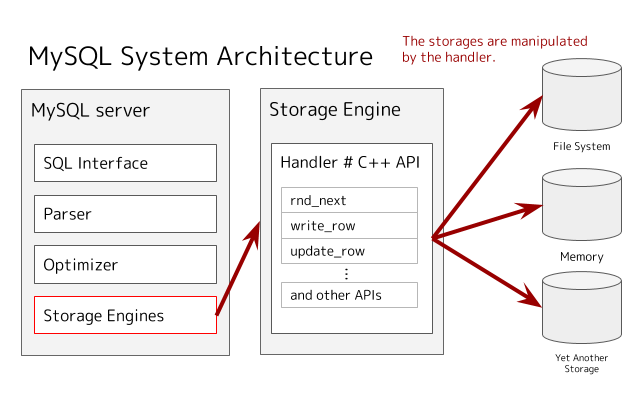 The storages are manipulated
by the handler.
MySQL System Architecture
MySQL server
SQL Interface
Parser
Optimizer
Storage Engines
Storage Engine
Handler # C++ API
rnd_next
write_row
update_row
⋮
and other APIs
File System
Memory
Yet Another
Storage